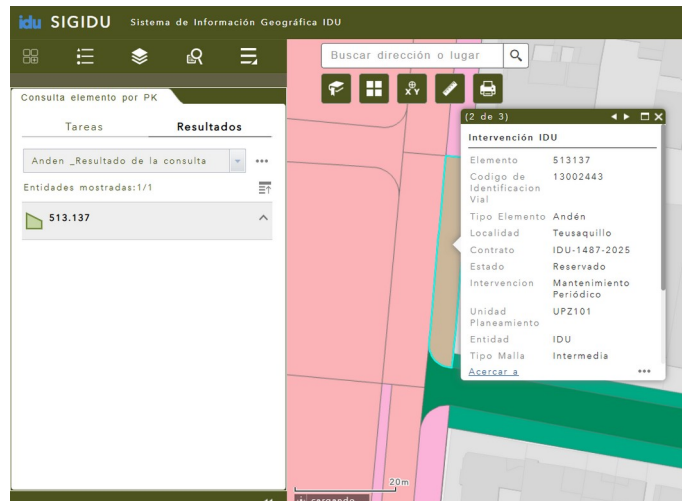 idu SIGIDU Sistema de Información Geográfica IDU
Buscar dirección o lugar
XY
Consulta elemento por PK
Tareas Resultados
Anden _Resultado de la consulta
Entidades mostradas:1/1
513.137
(2 de 3)
Intervención IDU
Elemento 513137
Codigo de Identificacion Vial 13002443
Tipo Elemento Andén
Localidad Teusaquillo
Contrato IDU-1487-2025
Estado Reservado
Intervencion Mantenimiento Periódico
Unidad Planeamiento UPZ101
Entidad IDU
Tipo Malla Intermedia
Acercar a
20m
cargando